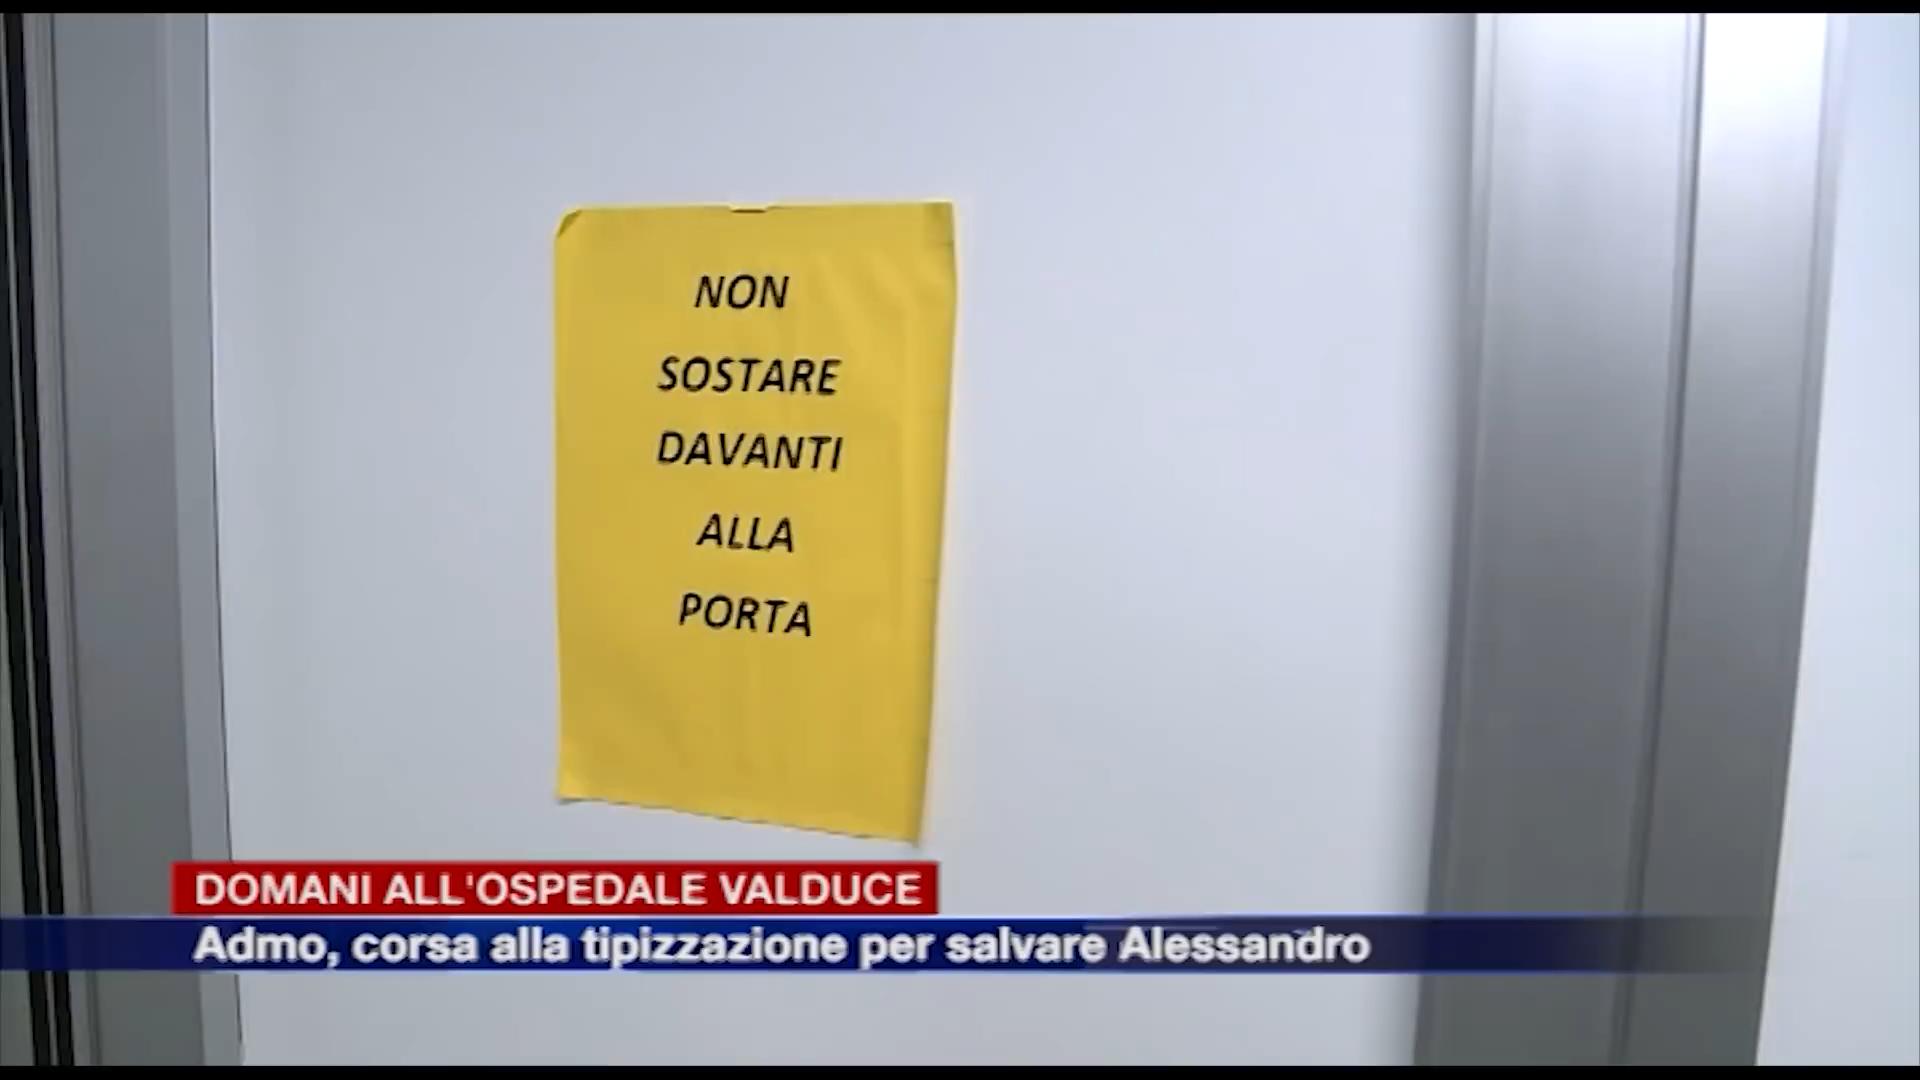 NON
SOSTARE
DAVANTI
ALLA
PORTA
DOMANI ALL'OSPEDALE VALDUCE
Admo, corsa alla tipizzazione per salvare Alessandro